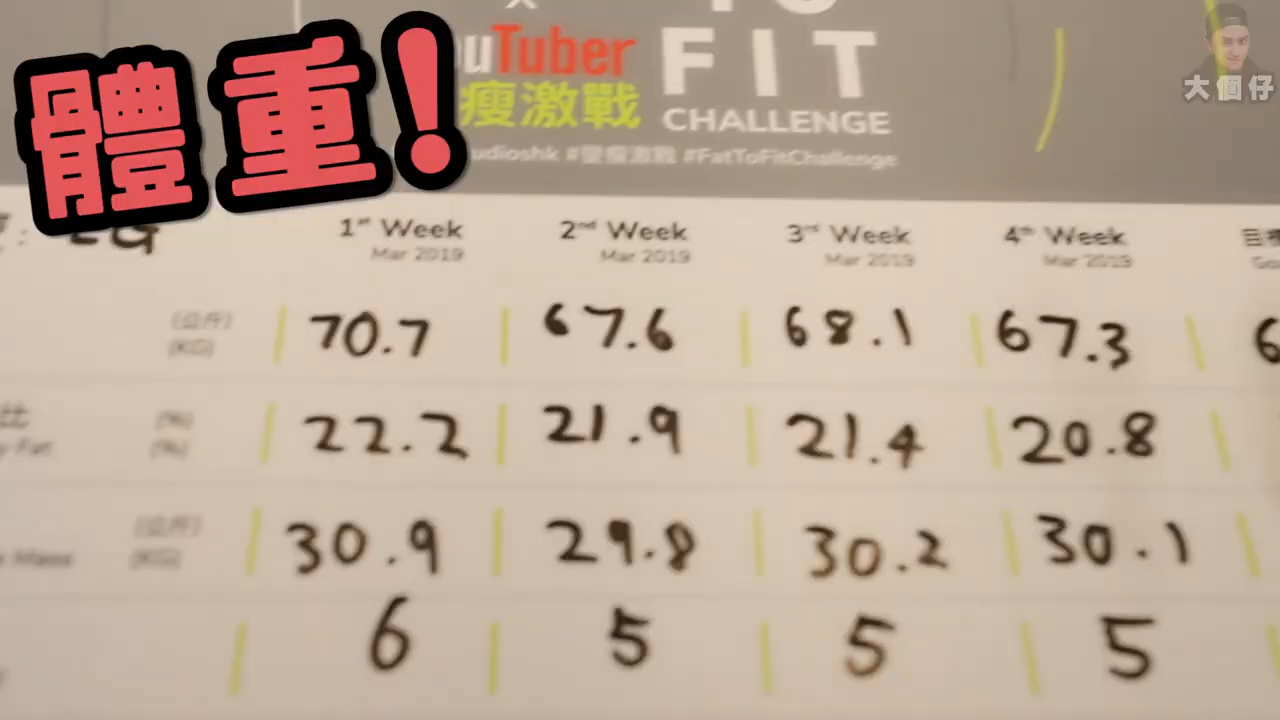 體重!
大個仔
YouTuber
FIT
瘦激戰
CHALLENGE
#變瘦激戰 #FatToFitChallenge
1st Week 2nd Week 3rd Week 4th Week
Mar 2019 Mar 2019 Mar 2019 Mar 2019
(公斤) (KG) 70.7 67.6 68.1 67.3
(%) (%) 22.2 21.9 21.4 20.8
(公斤) (KG) 30.9 29.8 30.2 30.1
6 5 5 5